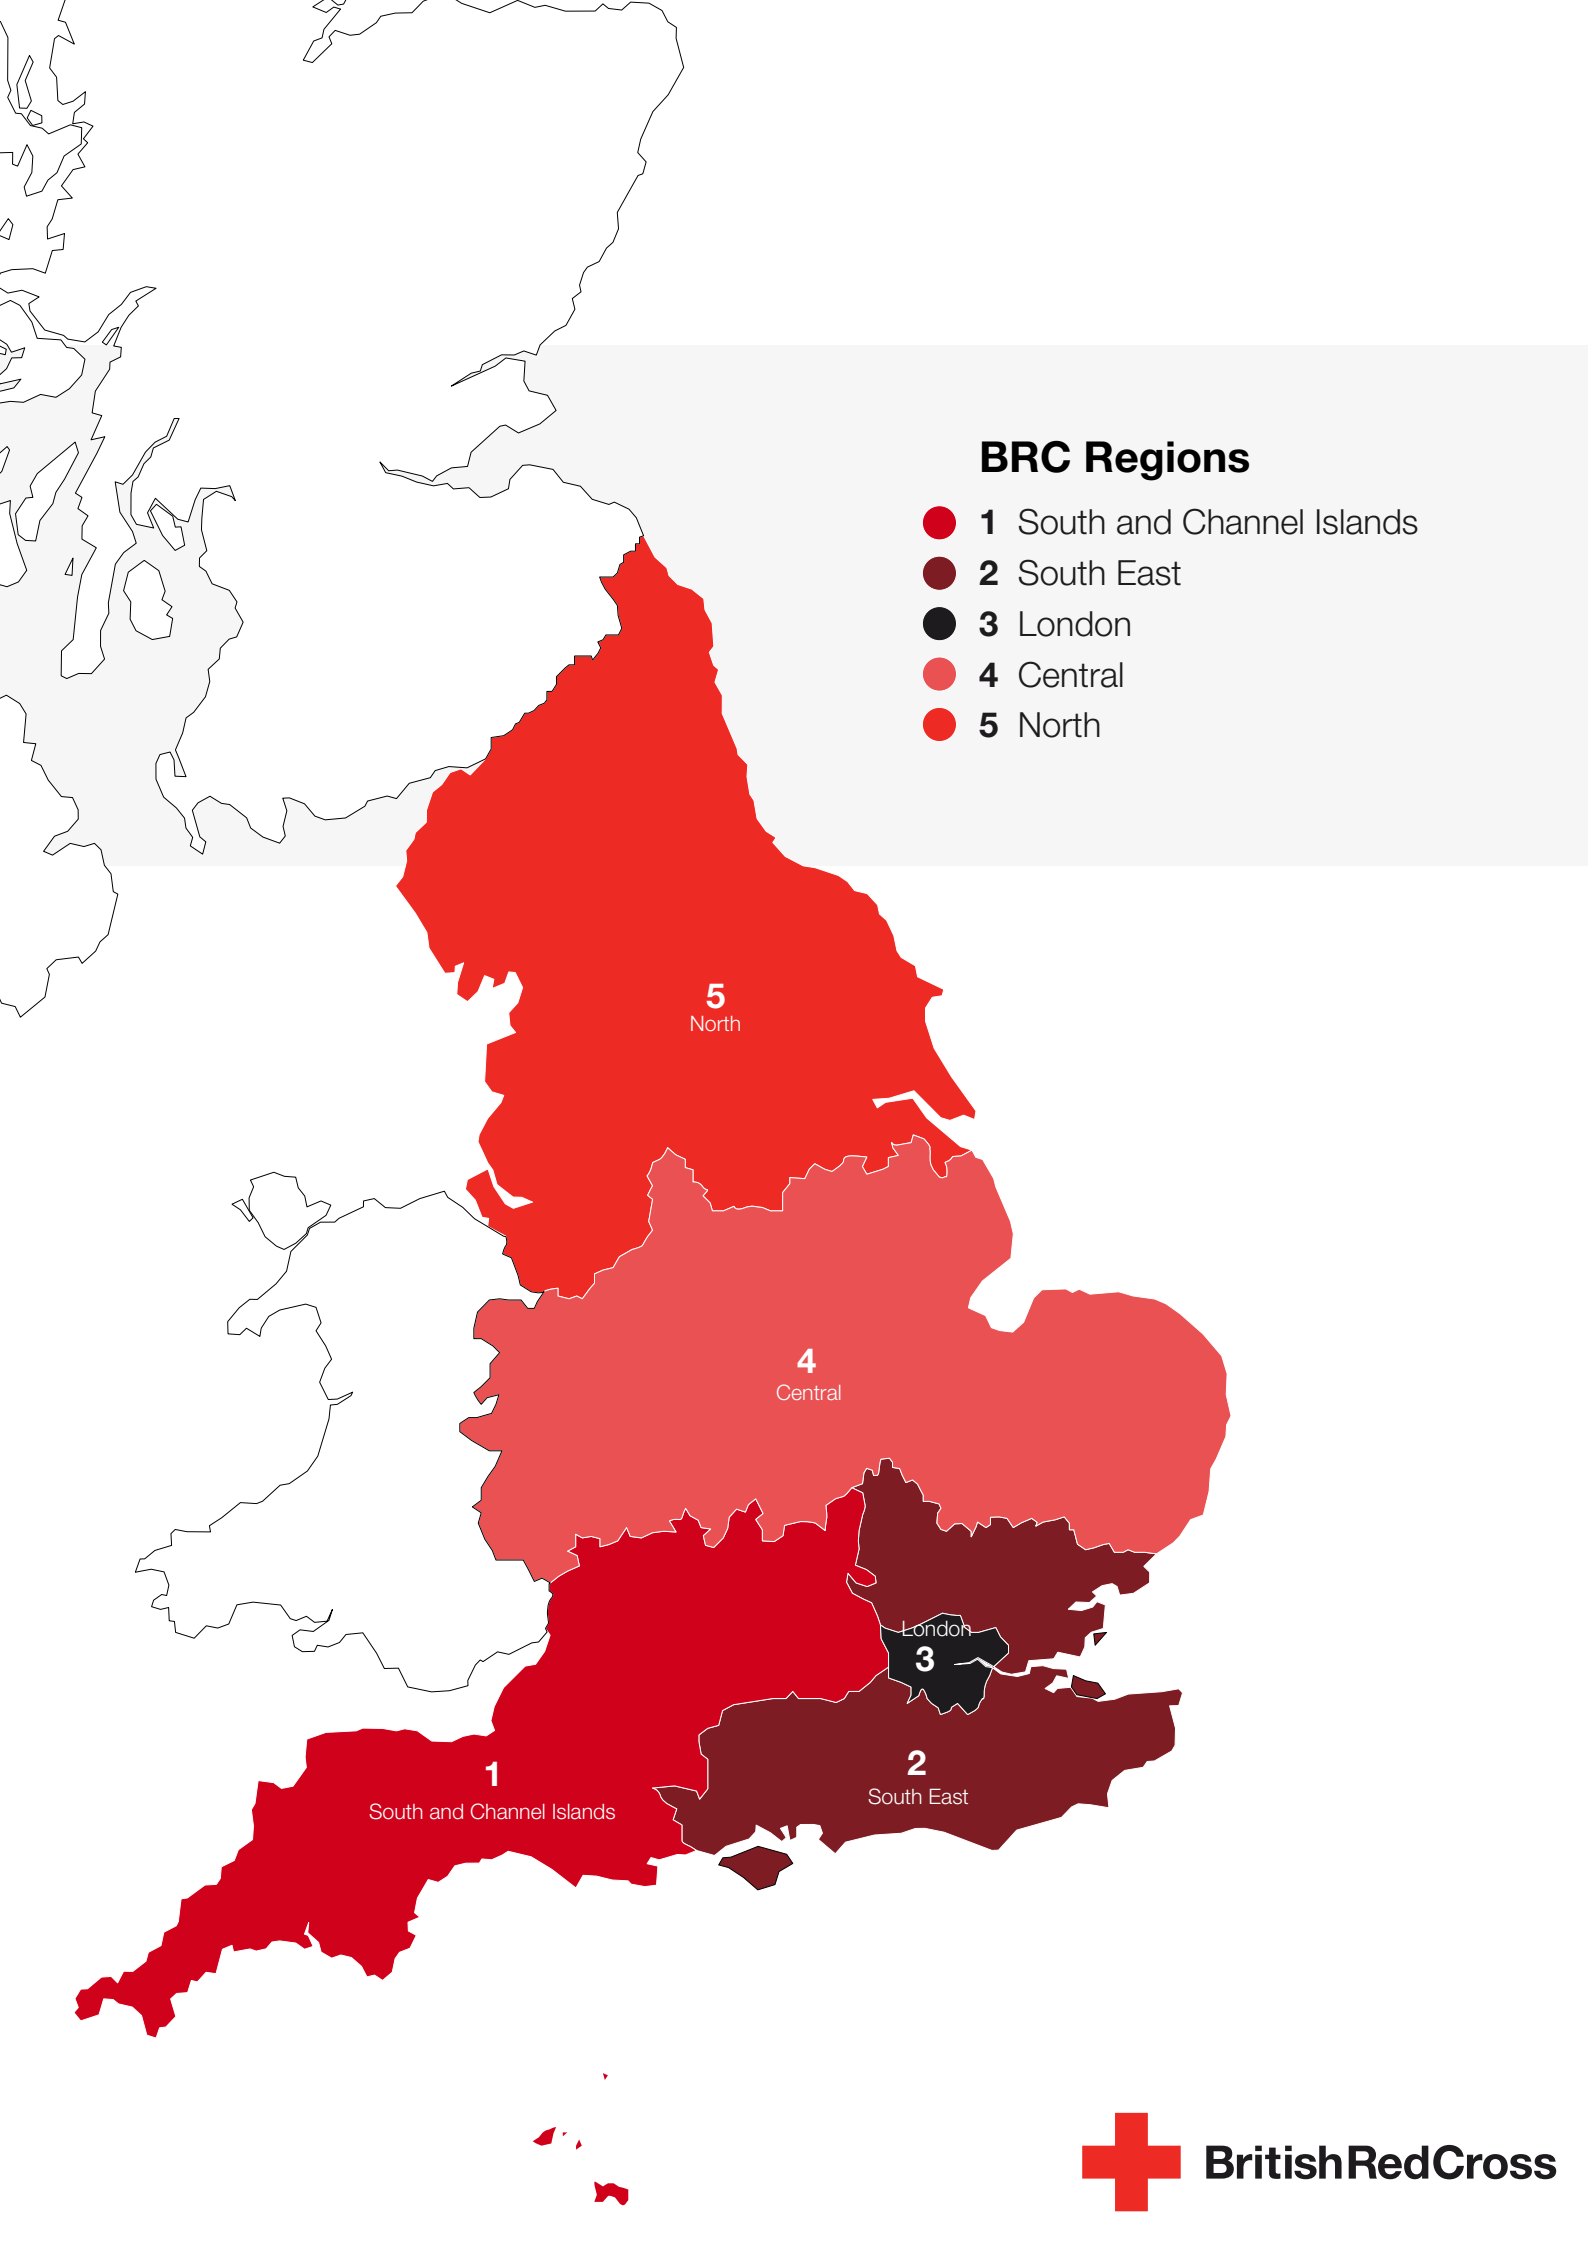 BRC Regions
1 South and Channel Islands
2 South East
3 London
4 Central
5 North
5
North
4
Central
London
3
2
South East
1
South and Channel Islands
BritishRedCross